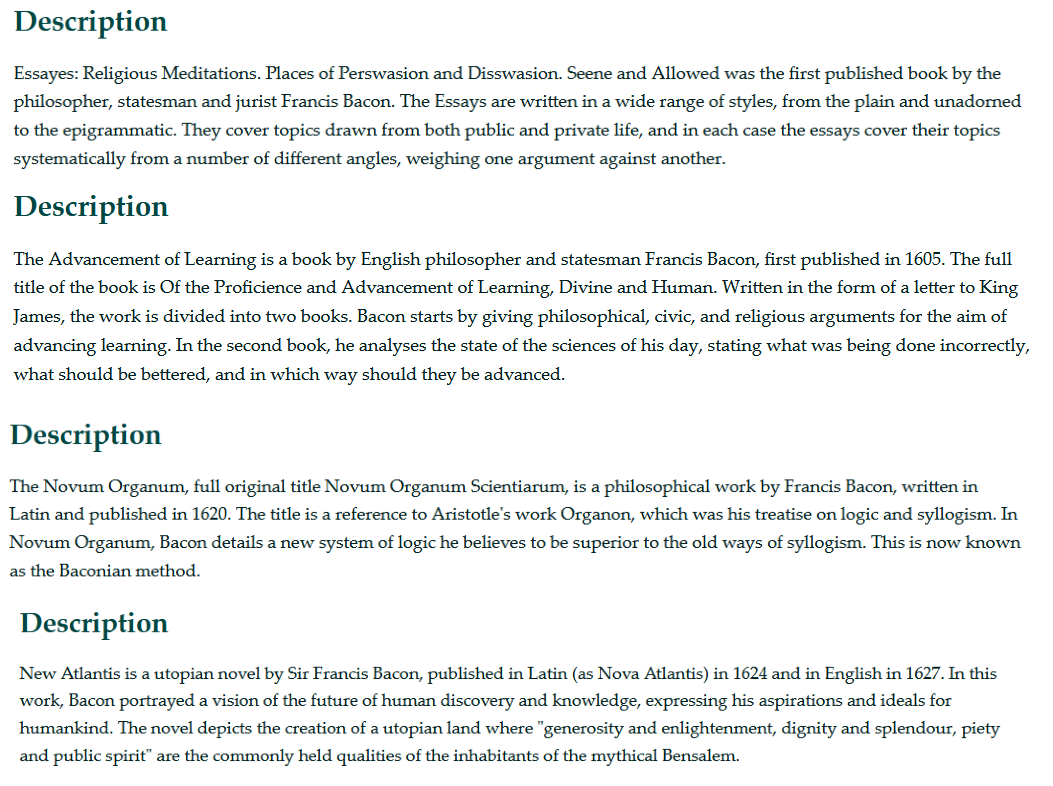 Description
Essayes: Religious Meditations. Places of Perswasion and Disswasion. Seene and Allowed was the first published book by the
philosopher, statesman and jurist Francis Bacon. The Essays are written in a wide range of styles, from the plain and unadorned
to the epigrammatic. They cover topics drawn from both public and private life, and in each case the essays cover their topics
systematically from a number of different angles, weighing one argument against another.
Description
The Advancement of Learning is a book by English philosopher and statesman Francis Bacon, first published in 1605. The full
title of the book is Of the Proficience and Advancement of Learning, Divine and Human. Written in the form of a letter to King
James, the work is divided into two books. Bacon starts by giving philosophical, civic, and religious arguments for the aim of
advancing learning. In the second book, he analyses the state of the sciences of his day, stating what was being done incorrectly,
what should be bettered, and in which way should they be advanced.
Description
The Novum Organum, full original title Novum Organum Scientiarum, is a philosophical work by Francis Bacon, written in
Latin and published in 1620. The title is a reference to Aristotle's work Organon, which was his treatise on logic and syllogism. In
Novum Organum, Bacon details a new system of logic he believes to be superior to the old ways of syllogism. This is now known
as the Baconian method.
Description
New Atlantis is a utopian novel by Sir Francis Bacon, published in Latin (as Nova Atlantis) in 1624 and in English in 1627. In this
work, Bacon portrayed a vision of the future of human discovery and knowledge, expressing his aspirations and ideals for
humankind. The novel depicts the creation of a utopian land where "generosity and enlightenment, dignity and splendour, piety
and public spirit" are the commonly held qualities of the inhabitants of the mythical Bensalem.